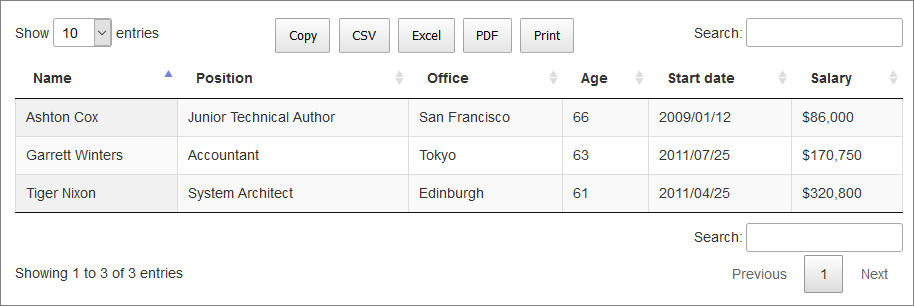 Show 10 entries Copy CSV Excel PDF Print Search:
Name Position Office Age Start date Salary
Ashton Cox Junior Technical Author San Francisco 66 2009/01/12 $86,000
Garrett Winters Accountant Tokyo 63 2011/07/25 $170,750
Tiger Nixon System Architect Edinburgh 61 2011/04/25 $320,800
Search:
Showing 1 to 3 of 3 entries Previous 1 Next